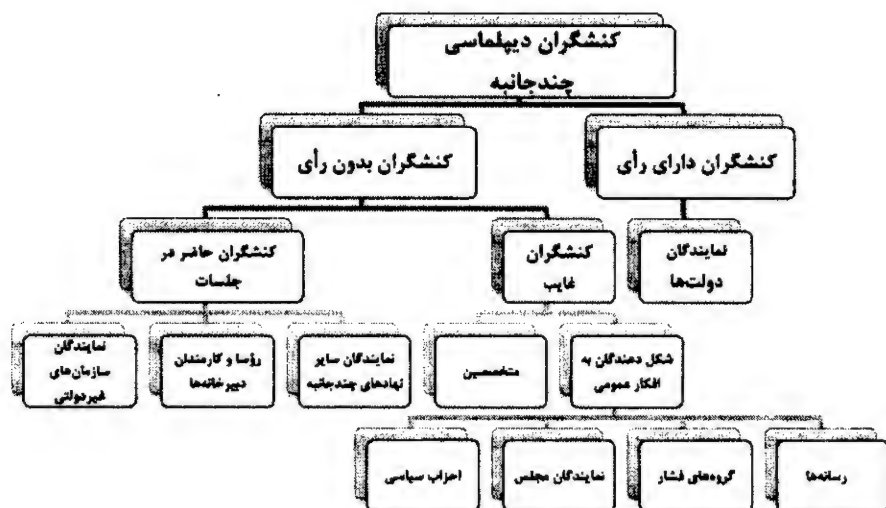 کنشگران دیپلماسی
چندجانبه
کنشگران دارای رأی
کنشگران بدون رأی
نمایندگان
دولت‌ها
کنشگران
غایب
کنشگران حاضر در
جلسات
شکل دهندگان به
افکار عمومی
متخصصین
نمایندگان سایر
نهادهای چندجانبه
رؤسا و کارمندان
دبیرخانه‌ها
نمایندگان
سازمان‌های
غیردولتی
رسانه‌ها
گروه‌های فشار
نمایندگان مجلس
احزاب سیاسی